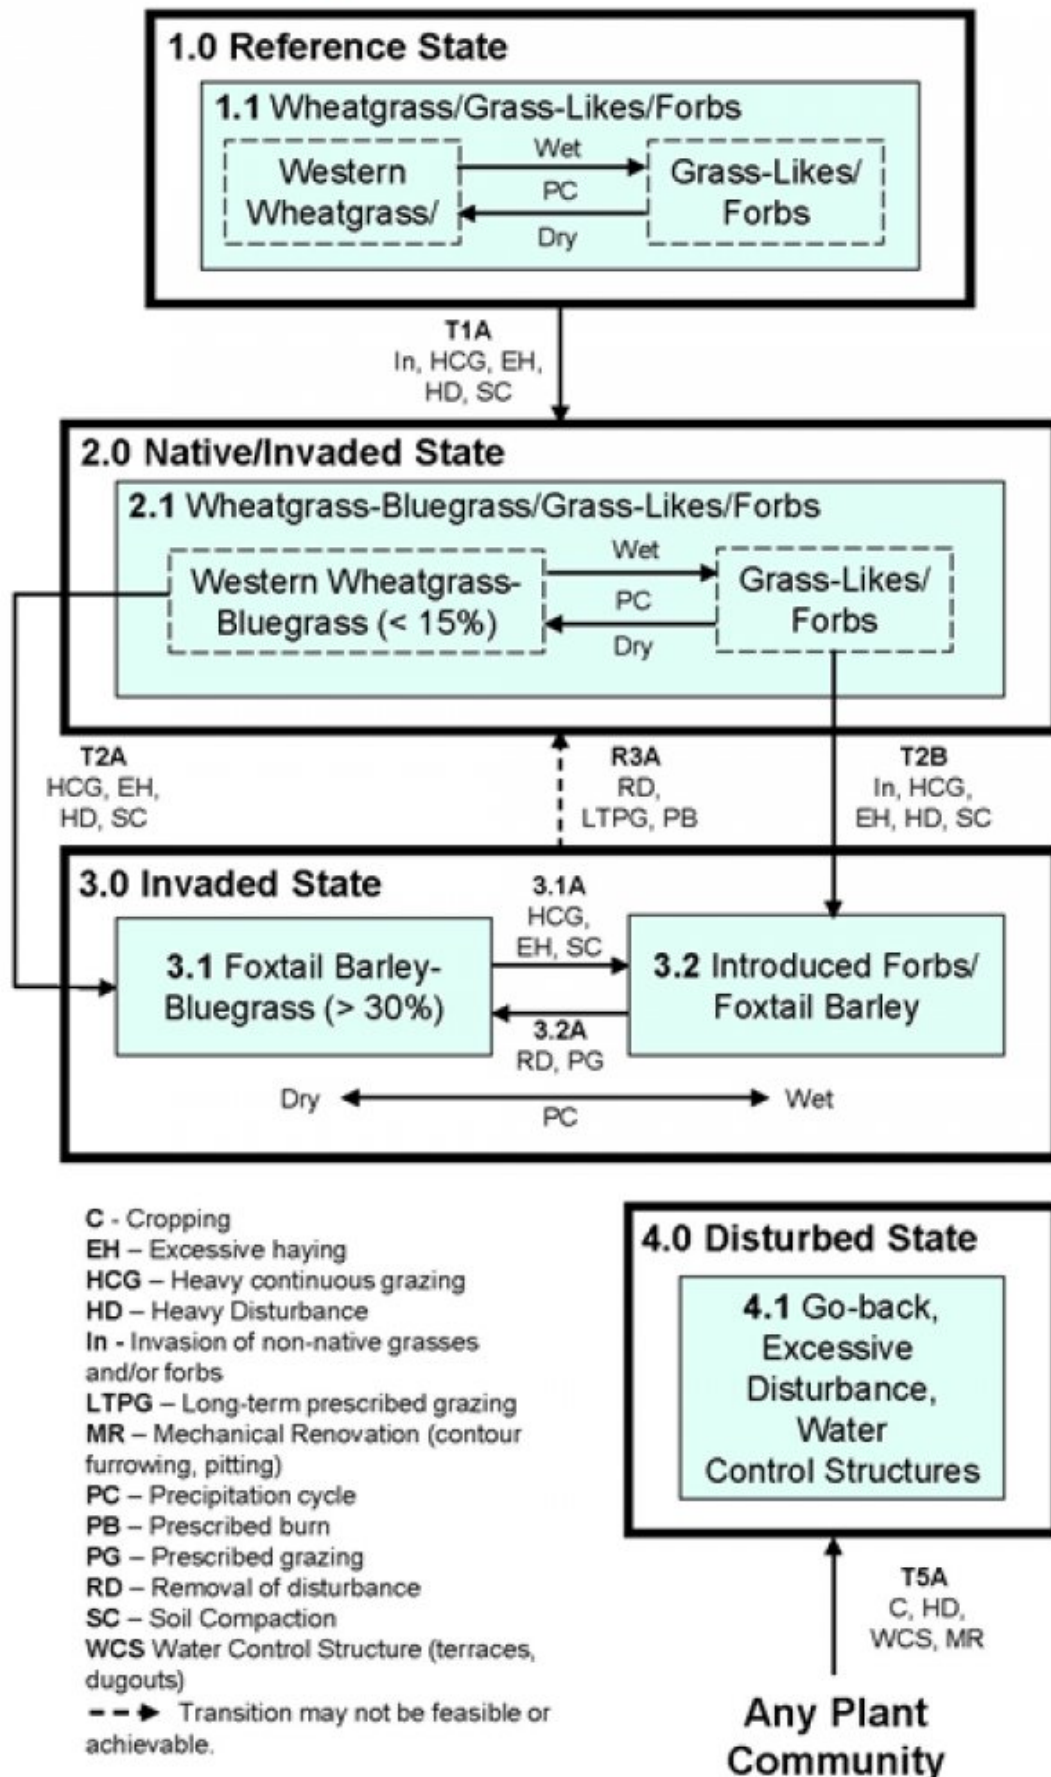 1.0 Reference State
1.1 Wheatgrass/Grass-Likes/Forbs
Western
Wheatgrass/
Wet
PC
Dry
Grass-Likes/
Forbs
T1A
In, HCG, EH,
HD, SC
2.0 Native/Invaded State
2.1 Wheatgrass-Bluegrass/Grass-Likes/Forbs
Western Wheatgrass-
Bluegrass (< 15%)
Wet
PC
Dry
Grass-Likes/
Forbs
T2A
HCG, EH,
HD, SC
R3A
RD,
LTPG, PB
T2B
In, HCG,
EH, HD, SC
3.0 Invaded State
3.1 Foxtail Barley-
Bluegrass (> 30%)
3.1A
HCG,
EH, SC
3.2A
RD, PG
3.2 Introduced Forbs/
Foxtail Barley
Dry
PC
Wet
C - Cropping
EH – Excessive haying
HCG – Heavy continuous grazing
HD – Heavy Disturbance
In - Invasion of non-native grasses
and/or forbs
LTPG – Long-term prescribed grazing
MR – Mechanical Renovation (contour
furrowing, pitting)
PC – Precipitation cycle
PB – Prescribed burn
PG – Prescribed grazing
RD – Removal of disturbance
SC – Soil Compaction
WCS Water Control Structure (terraces,
dugouts)
Transition may not be feasible or
achievable.
4.0 Disturbed State
4.1 Go-back,
Excessive
Disturbance,
Water
Control Structures
T5A
C, HD,
WCS, MR
Any Plant
Community